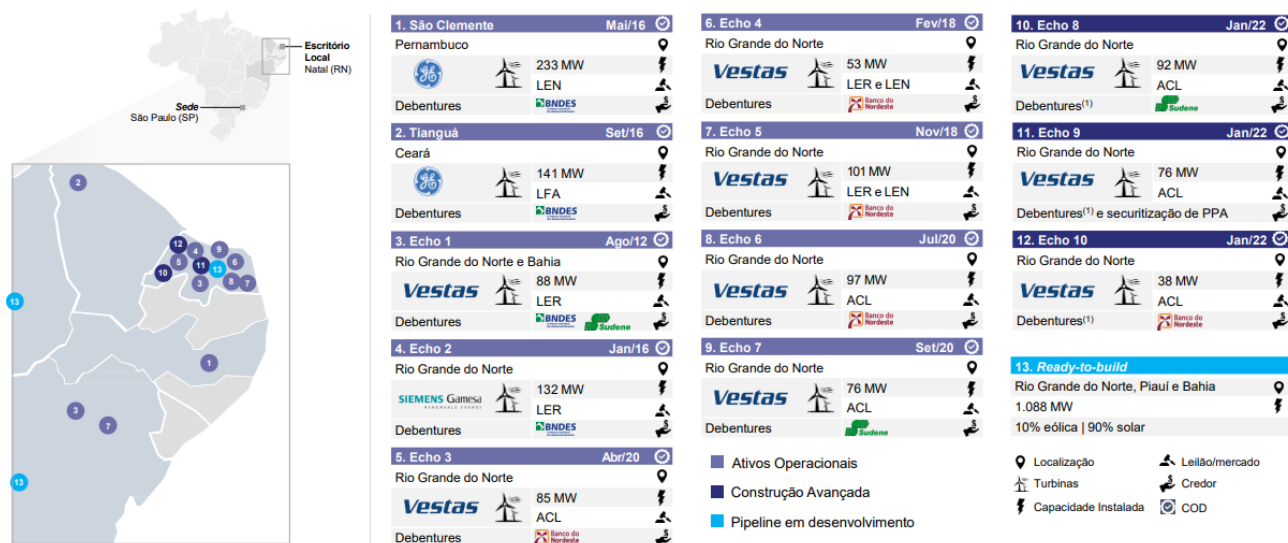 Escritório
Local
Natal (RN)
Sede
São Paulo (SP)
2
12
4
9
5
11
13
6
10
3
8
7
13
1
3
7
13
1. São Clemente Mai/16
Pernambuco
GE
233 MW
LEN
Debentures BNDES
2. Tianguá Set/16
Ceará
GE
141 MW
LFA
Debentures BNDES
3. Echo 1 Ago/12
Rio Grande do Norte e Bahia
Vestas
88 MW
LER
Debentures BNDES Sudene
4. Echo 2 Jan/16
Rio Grande do Norte
SIEMENS Gamesa
RENEWABLE ENERGY
132 MW
LER
Debentures BNDES
5. Echo 3 Abr/20
Rio Grande do Norte
Vestas
85 MW
ACL
Debentures Banco do Nordeste
6. Echo 4 Fev/18
Rio Grande do Norte
Vestas
53 MW
LER e LEN
Debentures Banco do Nordeste
7. Echo 5 Nov/18
Rio Grande do Norte
Vestas
101 MW
LER e LEN
Debentures Banco do Nordeste
8. Echo 6 Jul/20
Rio Grande do Norte
Vestas
97 MW
ACL
Debentures Banco do Nordeste
9. Echo 7 Set/20
Rio Grande do Norte
Vestas
76 MW
ACL
Debentures Sudene
Ativos Operacionais
Construção Avançada
Pipeline em desenvolvimento
10. Echo 8 Jan/22
Rio Grande do Norte
Vestas
92 MW
ACL
Debentures(1) Sudene
11. Echo 9 Jan/22
Rio Grande do Norte
Vestas
76 MW
ACL
Debentures(1) e securitização de PPA
12. Echo 10 Jan/22
Rio Grande do Norte
Vestas
38 MW
ACL
Debentures(1) Banco do Nordeste
13. Ready-to-build
Rio Grande do Norte, Piauí e Bahia
1.088 MW
10% eólica | 90% solar
Localização Leilão/mercado
Turbinas Credor
Capacidade Instalada COD